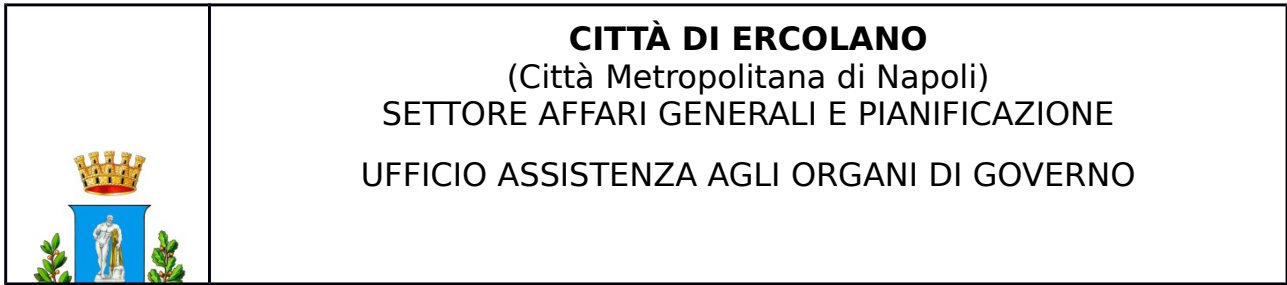 CITTÀ DI ERCOLANO
(Città Metropolitana di Napoli)
SETTORE AFFARI GENERALI E PIANIFICAZIONE
UFFICIO ASSISTENZA AGLI ORGANI DI GOVERNO